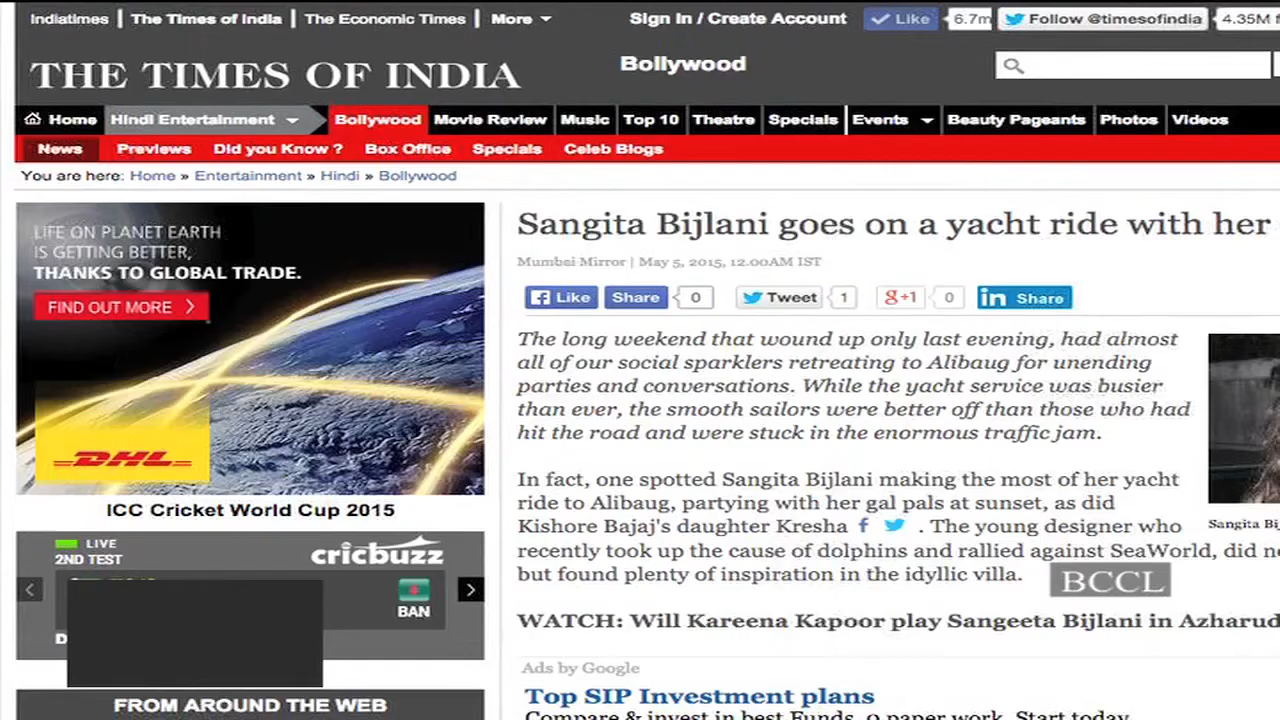 Indiatimes | The Times of India | The Economic Times | More
Sign In / Create Account
Like
6.7m
Follow @timesofindia
4.35M
THE TIMES OF INDIA
Bollywood
Home
Hindi Entertainment
Bollywood
Movie Review
Music
Top 10
Theatre
Specials
Events
Beauty Pageants
Photos
Videos
News
Previews
Did you Know ?
Box Office
Specials
Celeb Blogs
You are here: Home » Entertainment » Hindi » Bollywood
LIFE ON PLANET EARTH
IS GETTING BETTER,
THANKS TO GLOBAL TRADE.
FIND OUT MORE >
DHL
ICC Cricket World Cup 2015
LIVE
2ND TEST
cricbuzz
BAN
D
FROM AROUND THE WEB
Sangita Bijlani goes on a yacht ride with her
Mumbai Mirror | May 5, 2015, 12.00AM IST
Like
Share
0
Tweet
1
g+1
0
in Share
The long weekend that wound up only last evening, had almost
all of our social sparklers retreating to Alibaug for unending
parties and conversations. While the yacht service was busier
than ever, the smooth sailors were better off than those who had
hit the road and were stuck in the enormous traffic jam.
In fact, one spotted Sangita Bijlani making the most of her yacht
ride to Alibaug, partying with her gal pals at sunset, as did
Kishore Bajaj's daughter Kresha . The young designer who
recently took up the cause of dolphins and rallied against SeaWorld, did
but found plenty of inspiration in the idyllic villa.
Sangita
BCCL
WATCH: Will Kareena Kapoor play Sangeeta Bijlani in Azharud
Ads by Google
Top SIP Investment plans
Compare & invest in best Funds. 0 paper work. Start today